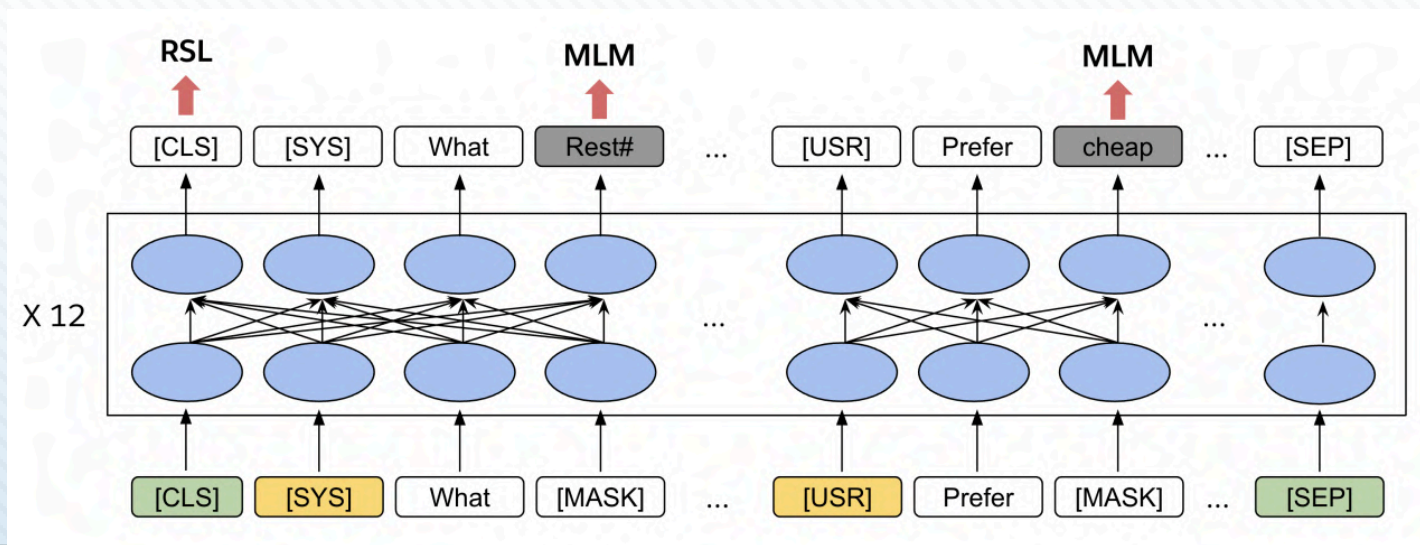 RSL MLM MLM
[CLS] [SYS] What Rest# ... [USR] Prefer cheap ... [SEP]
X 12 ... ...
[CLS] [SYS] What [MASK] ... [USR] Prefer [MASK] ... [SEP]